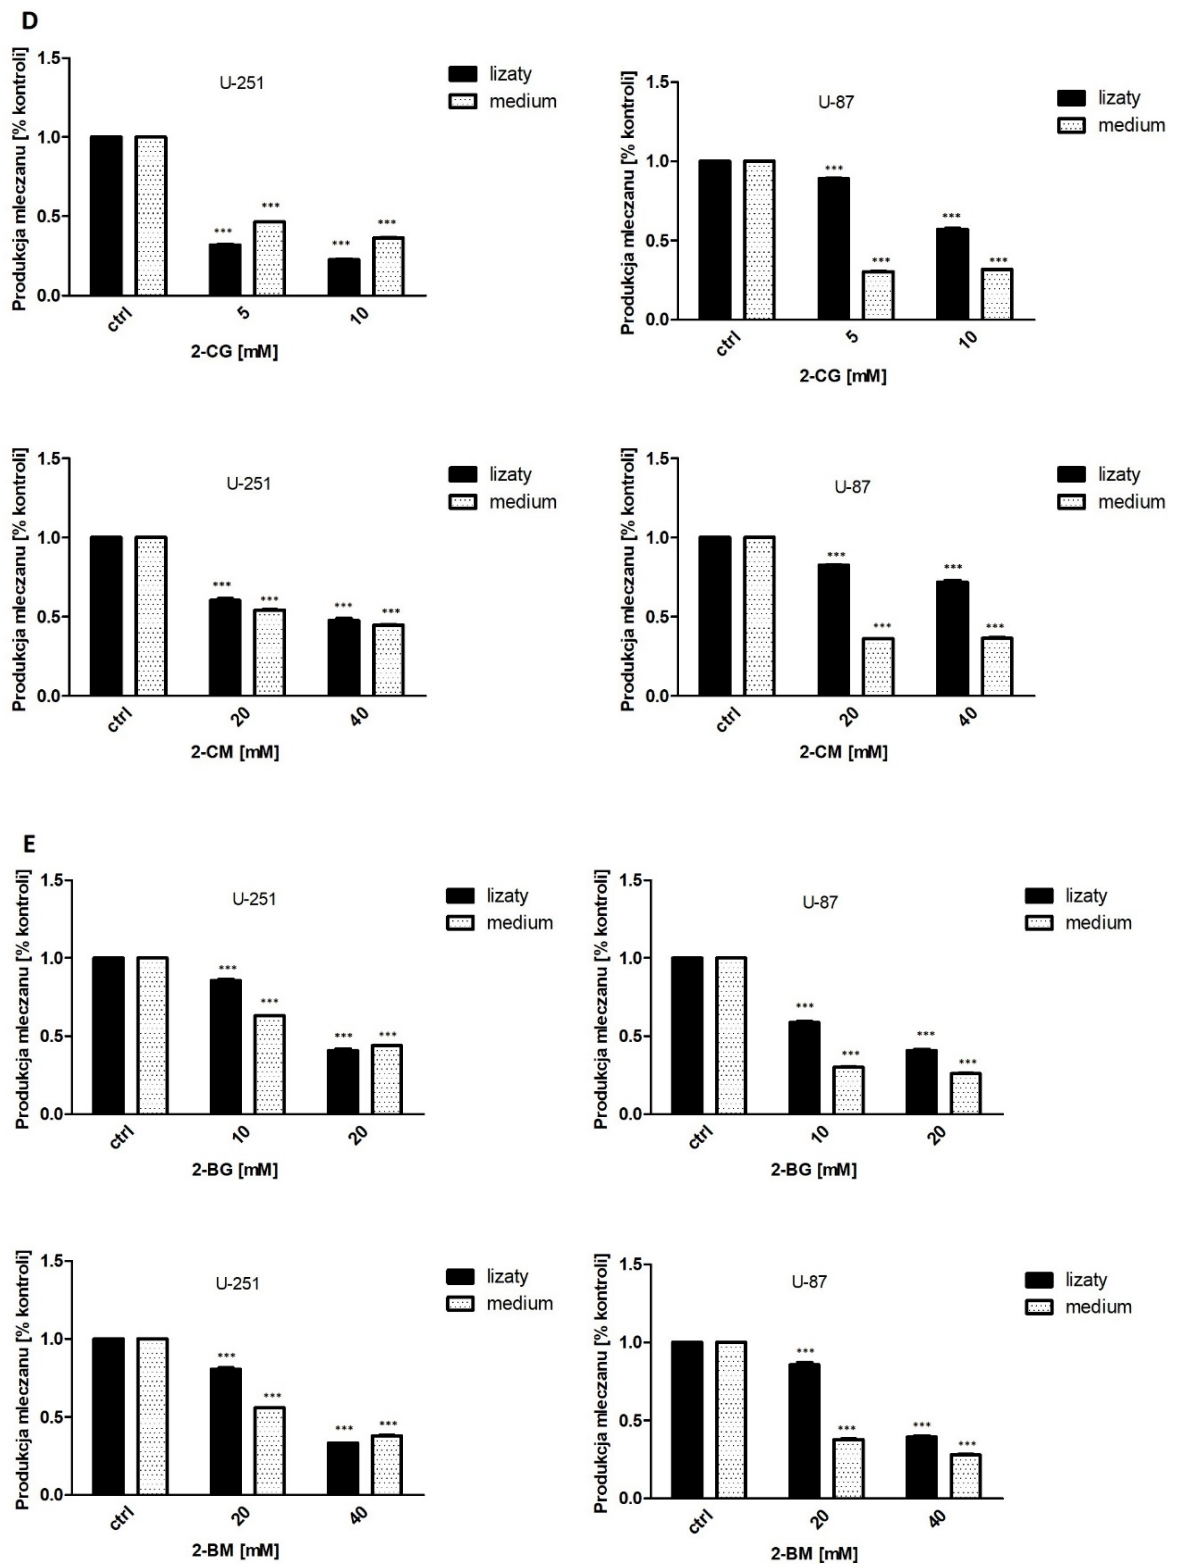 D
Produkcja mleczanu [% kontroli]
1.5
1.0
0.5
0.0
U-251
lizaty
medium
***
***
***
***
ctrl
5
10
2-CG [mM]
Produkcja mleczanu [% kontroli]
1.5
1.0
0.5
0.0
U-87
lizaty
medium
***
***
***
***
ctrl
5
10
2-CG [mM]
Produkcja mleczanu [% kontroli]
1.5
1.0
0.5
0.0
U-251
lizaty
medium
***
***
***
***
ctrl
20
40
2-CM [mM]
Produkcja mleczanu [% kontroli]
1.5
1.0
0.5
0.0
U-87
lizaty
medium
***
***
***
***
ctrl
20
40
2-CM [mM]
E
Produkcja mleczanu [% kontroli]
1.5
1.0
0.5
0.0
U-251
lizaty
medium
***
***
***
***
ctrl
10
20
2-BG [mM]
Produkcja mleczanu [% kontroli]
1.5
1.0
0.5
0.0
U-87
lizaty
medium
***
***
***
***
ctrl
10
20
2-BG [mM]
Produkcja mleczanu [% kontroli]
1.5
1.0
0.5
0.0
U-251
lizaty
medium
***
***
***
***
ctrl
20
40
2-BM [mM]
Produkcja mleczanu [% kontroli]
1.5
1.0
0.5
0.0
U-87
lizaty
medium
***
***
***
***
ctrl
20
40
2-BM [mM]